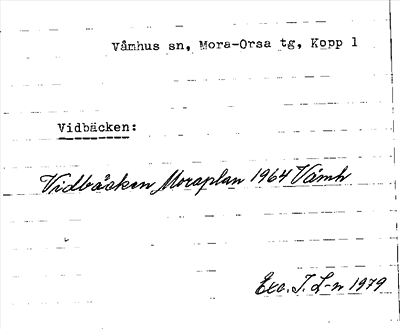 Våmhus sn, Mora-Orsa tg, Kopp 1
Vidbäcken:
Vidbäcken Moraplan 1964 Våmh
Exc. T. L-n 1979